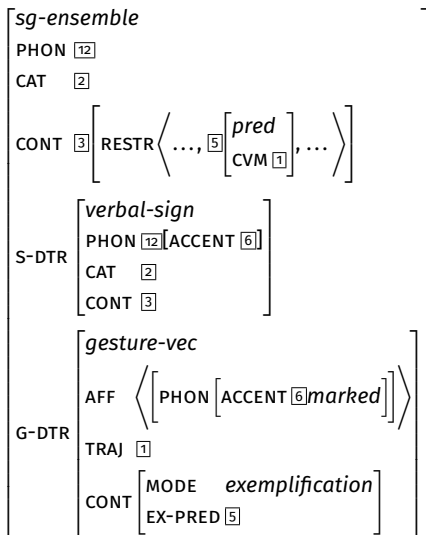 sg-ensemble
PHON 12
CAT 2
CONT 3 [RESTR ⟨…, 5 [pred
CVM 1], …⟩]
S-DTR [verbal-sign
PHON 12[ACCENT 6]
CAT 2
CONT 3]
G-DTR [gesture-vec
AFF ⟨[PHON [ACCENT 6 marked]]⟩
TRAJ 1
CONT [MODE exemplification
EX-PRED 5]